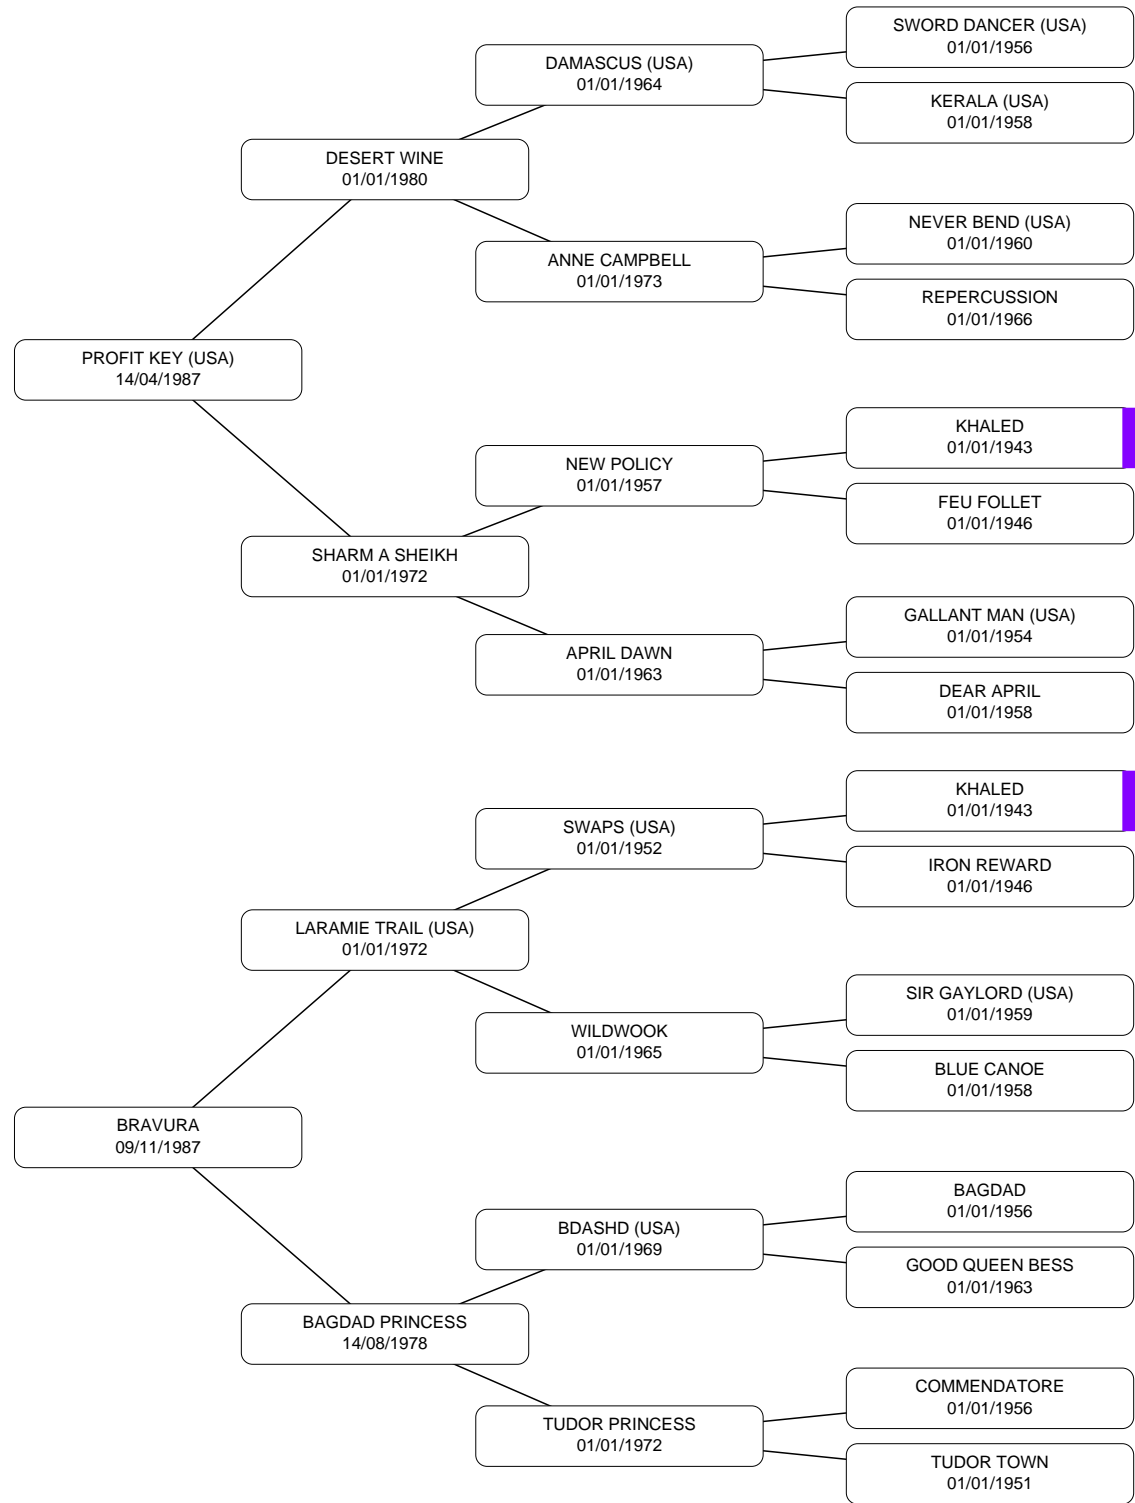 SWORD DANCER (USA)
01/01/1956
DAMASCUS (USA)
01/01/1964
KERALA (USA)
01/01/1958
DESERT WINE
01/01/1980
NEVER BEND (USA)
01/01/1960
ANNE CAMPBELL
01/01/1973
REPERCUSSION
01/01/1966
PROFIT KEY (USA)
14/04/1987
KHALED
01/01/1943
NEW POLICY
01/01/1957
FEU FOLLET
01/01/1946
SHARM A SHEIKH
01/01/1972
GALLANT MAN (USA)
01/01/1954
APRIL DAWN
01/01/1963
DEAR APRIL
01/01/1958
KHALED
01/01/1943
SWAPS (USA)
01/01/1952
IRON REWARD
01/01/1946
LARAMIE TRAIL (USA)
01/01/1972
SIR GAYLORD (USA)
01/01/1959
WILDWOOK
01/01/1965
BLUE CANOE
01/01/1958
BRAVURA
09/11/1987
BAGDAD
01/01/1956
BDASHD (USA)
01/01/1969
GOOD QUEEN BESS
01/01/1963
BAGDAD PRINCESS
14/08/1978
COMMENDATORE
01/01/1956
TUDOR PRINCESS
01/01/1972
TUDOR TOWN
01/01/1951